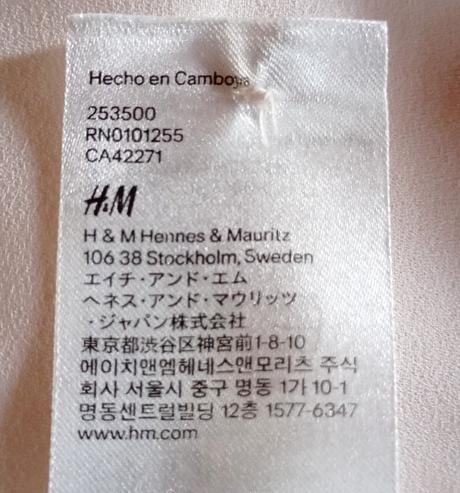 Hecho en Camboya
253500
RN0101255
CA42271
H&M
H & M Hennes & Mauritz
106 38 Stockholm, Sweden
エイチ・アンド・エム
ヘネス・アンド・マウリッツ
・ジャパン株式会社
東京都渋谷区神宮前1-8-10
에이치앤엠헤네스앤모리츠 주식
회사 서울시 중구 명동 1가 10-1
명동센트럴빌딩 12층 1577-6347
www.hm.com